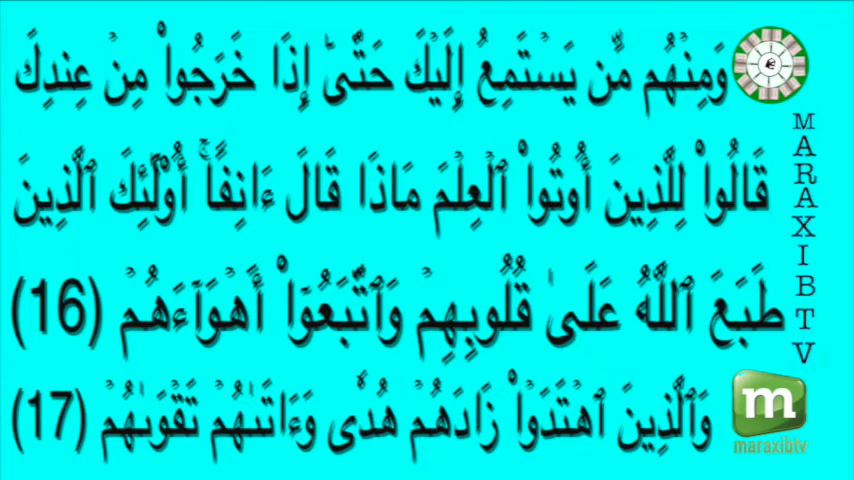 وَمِنْهُم مَّن يَسْتَمِعُ إِلَيْكَ حَتَّىٰٓ إِذَا خَرَجُوا۟ مِنْ عِندِكَ
قَالُوا۟ لِلَّذِينَ أُوتُوا۟ ٱلْعِلْمَ مَاذَا قَالَ ءَانِفًا ۚ أُو۟لَٰٓئِكَ ٱلَّذِينَ
طَبَعَ ٱللَّهُ عَلَىٰ قُلُوبِهِمْ وَٱتَّبَعُوٓا۟ أَهْوَآءَهُمْ (16)
وَٱلَّذِينَ ٱهْتَدَوْا۟ زَادَهُمْ هُدًى وَءَاتَىٰهُمْ تَقْوَىٰهُمْ (17)
MARAXIBTV
m
maraxibtv